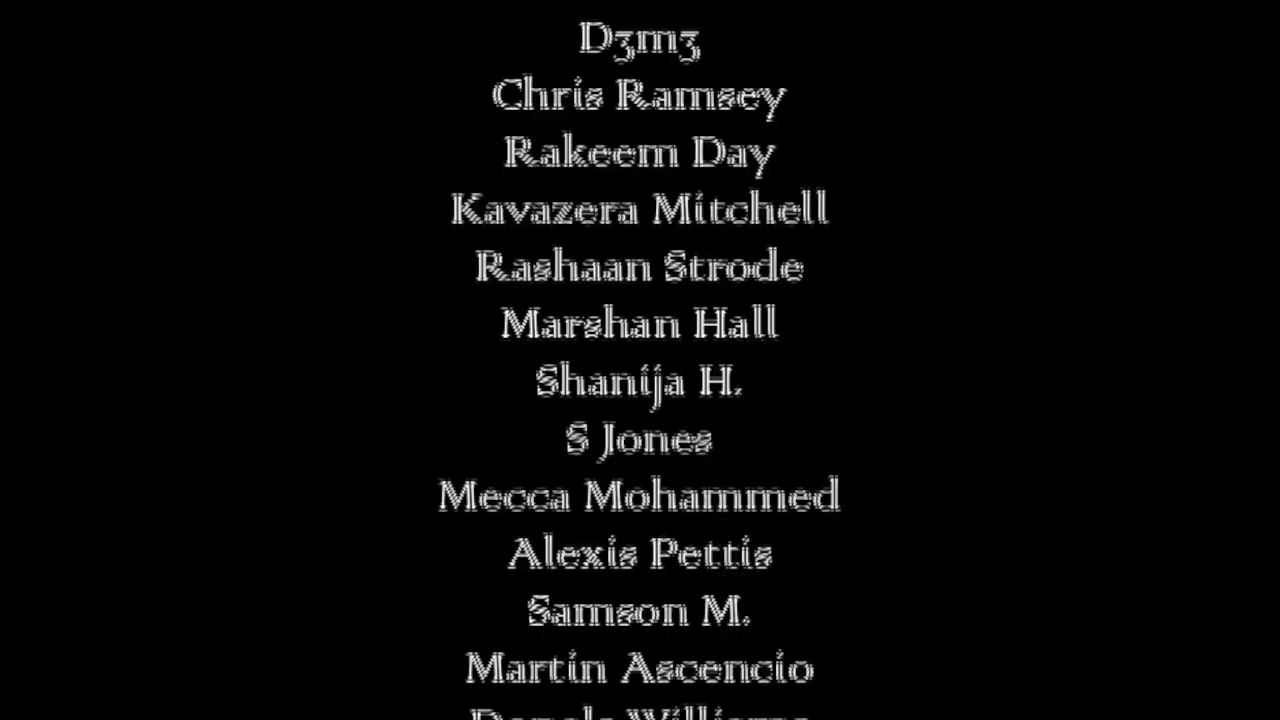 D3m3
Chris Ramsey
Rakeem Day
Kavazera Mitchell
Rashaan Strode
Marshan Hall
Shanija H.
S Jones
Mecca Mohammed
Alexis Pettis
Samson M.
Martin Ascencio
Williams